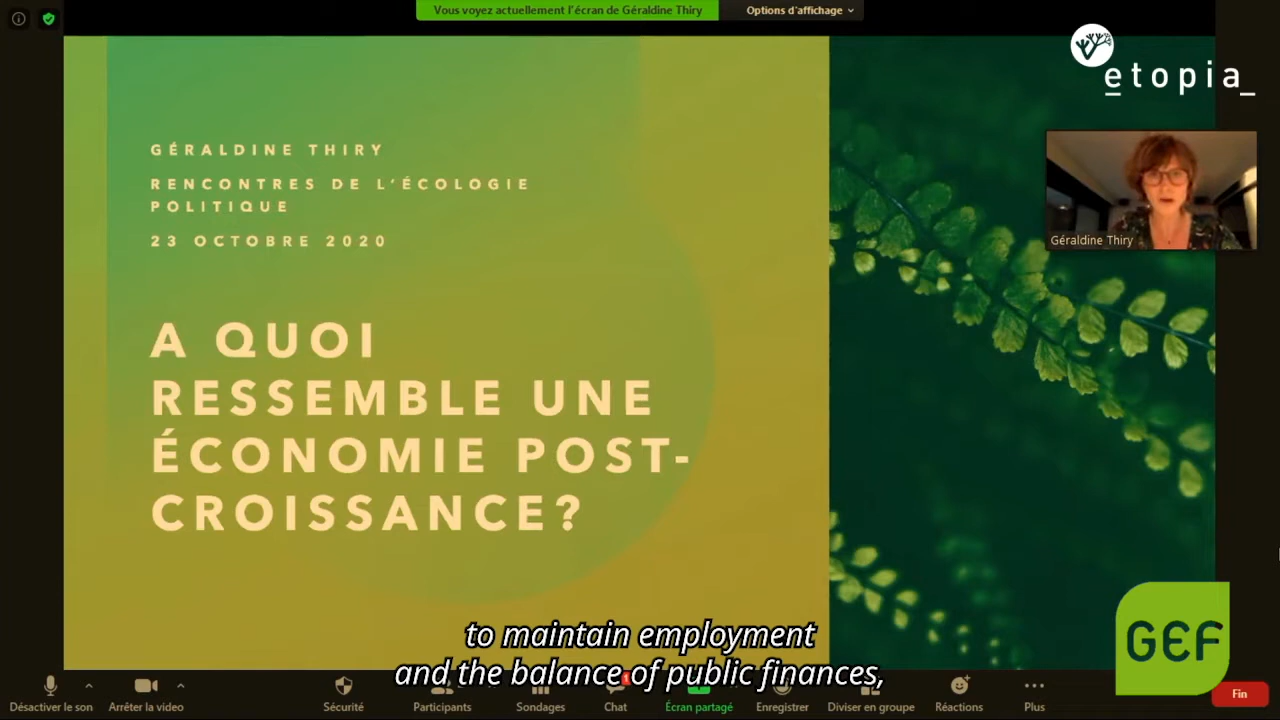 Vous voyez actuellement l'écran de Géraldine Thiry
Options d'affichage
etopia_
GÉRALDINE THIRY
RENCONTRES DE L'ÉCOLOGIE
POLITIQUE
23 OCTOBRE 2020
Géraldine Thiry
A QUOI
RESSEMBLE UNE
ÉCONOMIE POST-
CROISSANCE?
GEF
to maintain employment
and the balance of public finances,
1
Désactiver le son
Arrêter la video
Sécurité
Participants
Sondages
Chat
Écran partagé
Enregistrer
Diviser en groupe
Réactions
Plus
Fin